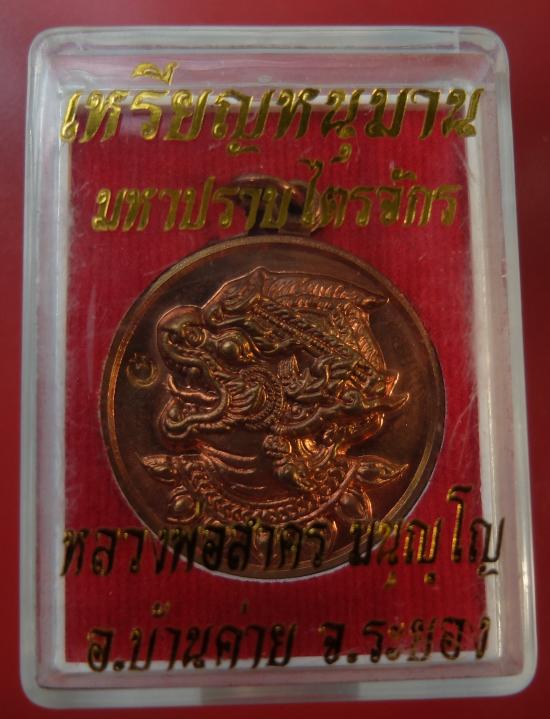 เหรียญหนุมาน
มหาปราบไตรจักร
หลวงพ่อสาคร มนุญฺโญ
อ.บ้านค่าย จ.ระยอง